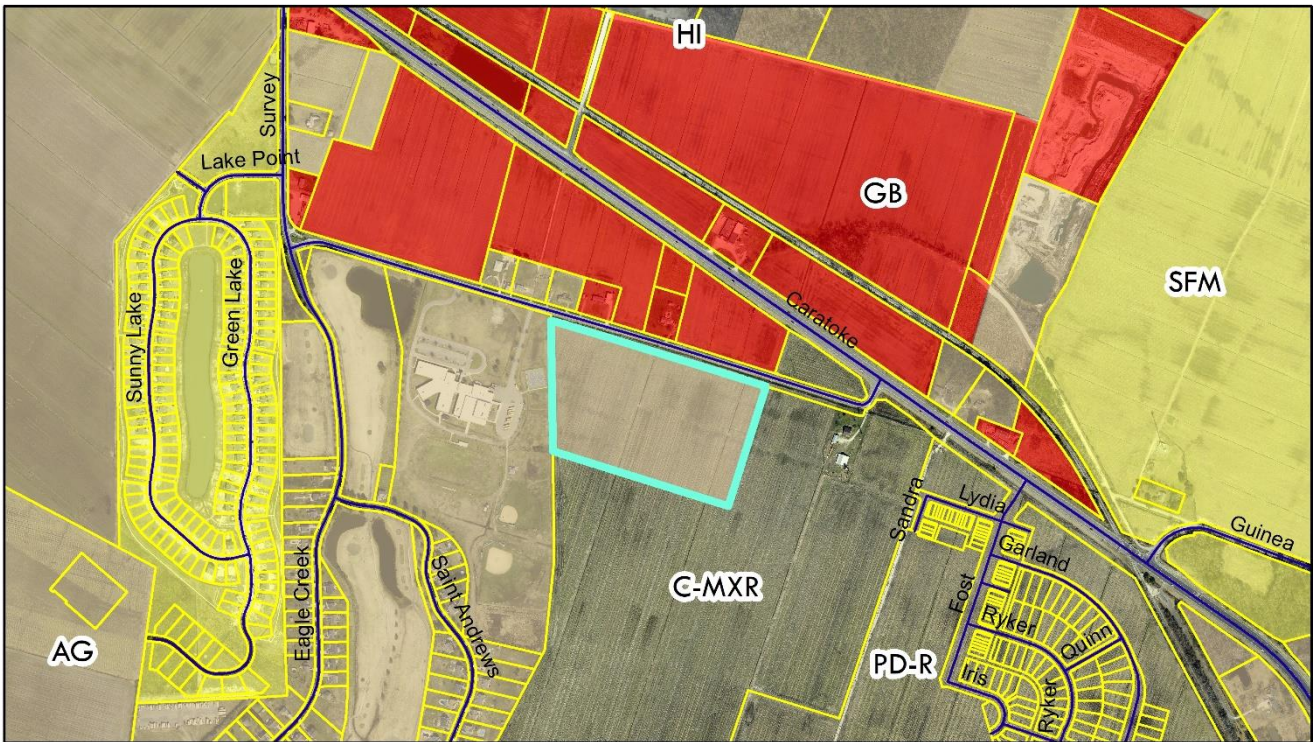 HI
Survey
Lake Point
GB
SFM
Caratoke
Sunny Lake
Green Lake
Guinea
Lydia
Sandra
Garland
Eagle Creek
Saint Andrews
C-MXR
Fost
Ryker
Quinn
AG
PD-R
Iris
Ryker